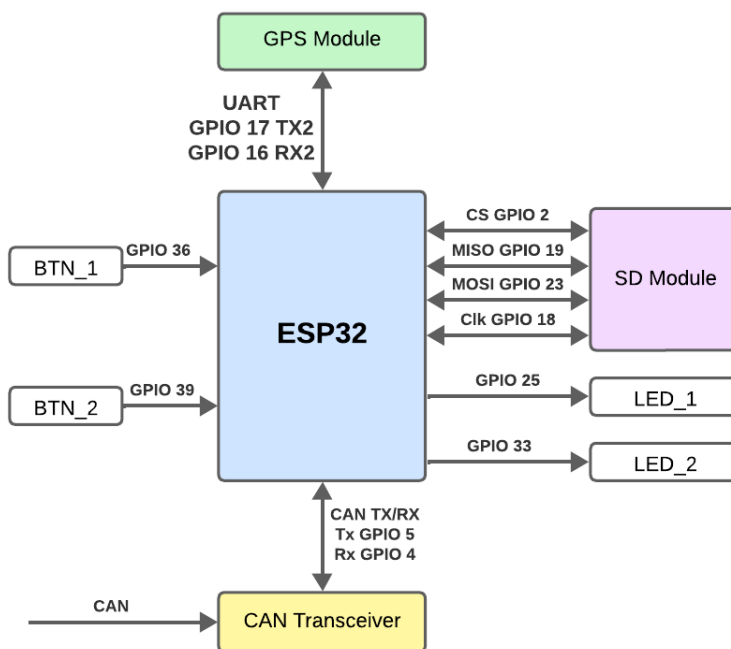 GPS Module
UART
GPIO 17 TX2
GPIO 16 RX2
CS GPIO 2
GPIO 36
MISO GPIO 19
BTN_1
SD Module
MOSI GPIO 23
Clk GPIO 18
ESP32
GPIO 25
GPIO 39
LED_1
BTN_2
GPIO 33
LED_2
CAN TX/RX
Tx GPIO 5
Rx GPIO 4
CAN
CAN Transceiver